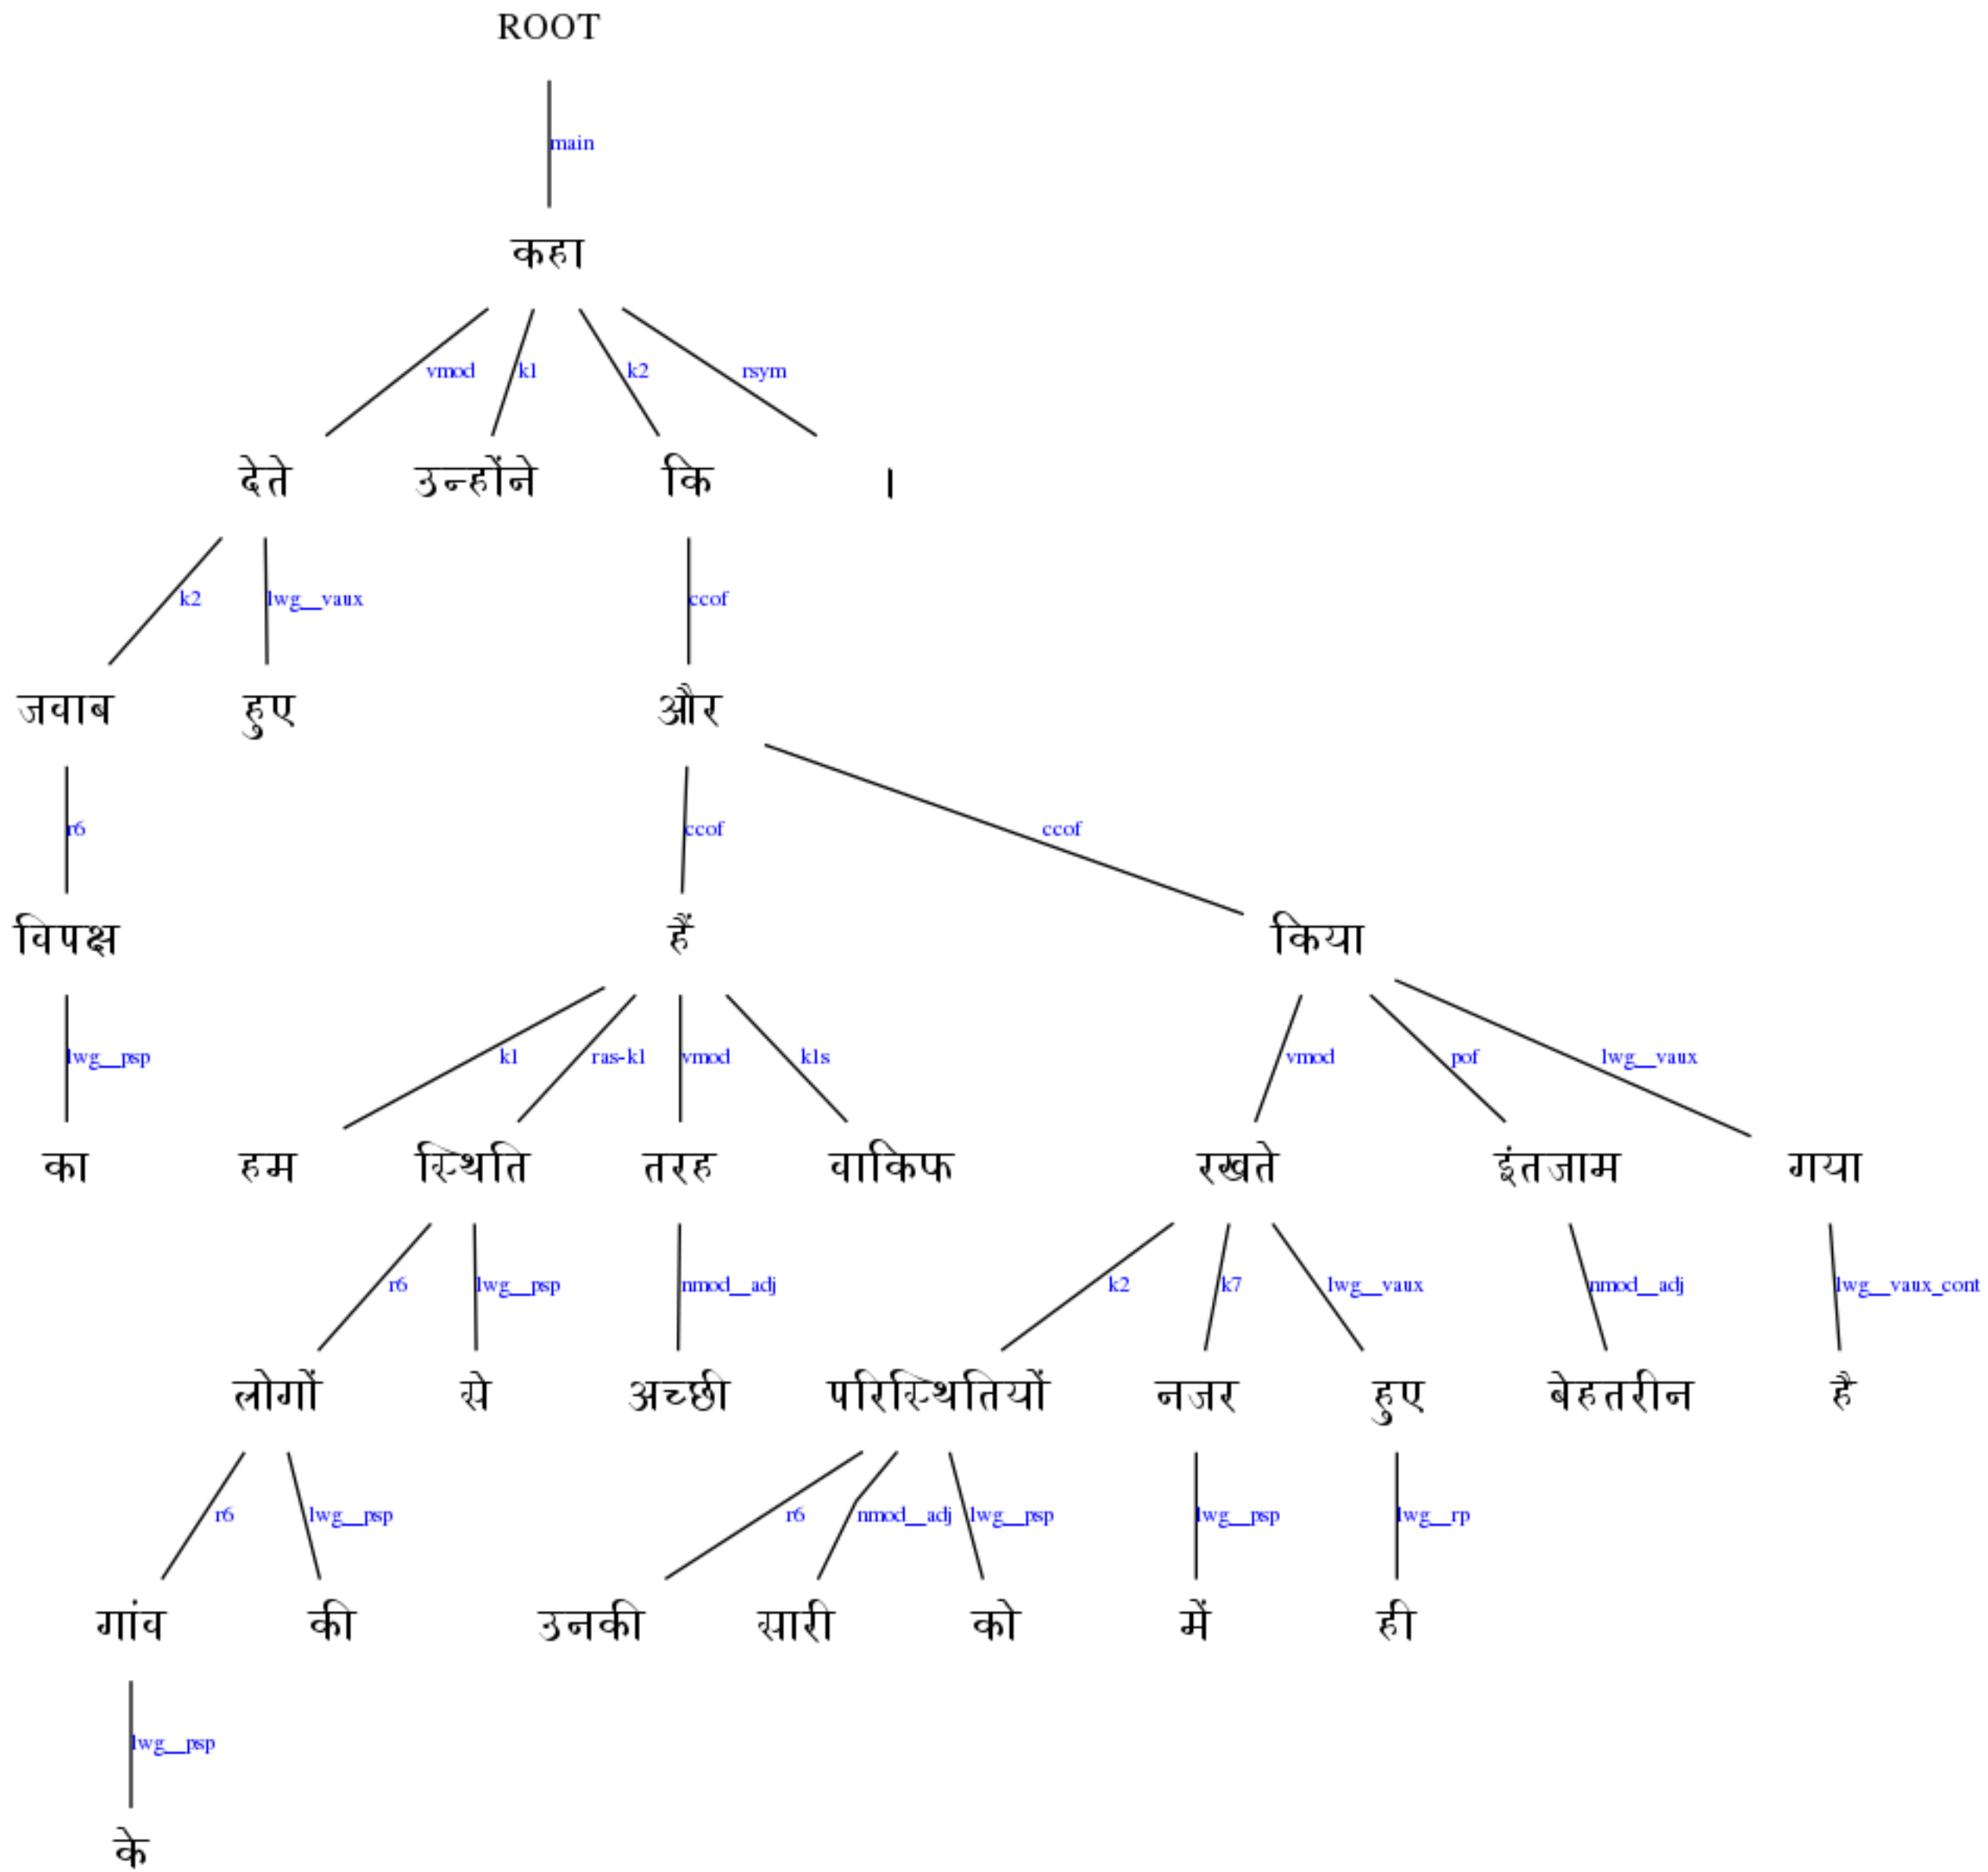 ROOT
main
कहा
vmod k1 k2 rsym
देते उन्होंने कि ।
k2 lwg__vaux ccof
जवाब हुए और
r6 ccof ccof
विपक्ष हैं किया
lwg__psp k1 ras-k1 vmod k1s vmod pof lwg__vaux
का हम स्थिति तरह वाकिफ रखते इंतजाम गया
r6 lwg__psp nmod__adj k2 k7 lwg__vaux nmod__adj lwg__vaux_cont
लोगों से अच्छी परिस्थितियों नजर हुए बेहतरीन है
r6 lwg__psp r6 nmod__adj lwg__psp lwg__psp lwg__rp
गांव की उनकी सारी को में ही
lwg__psp
के